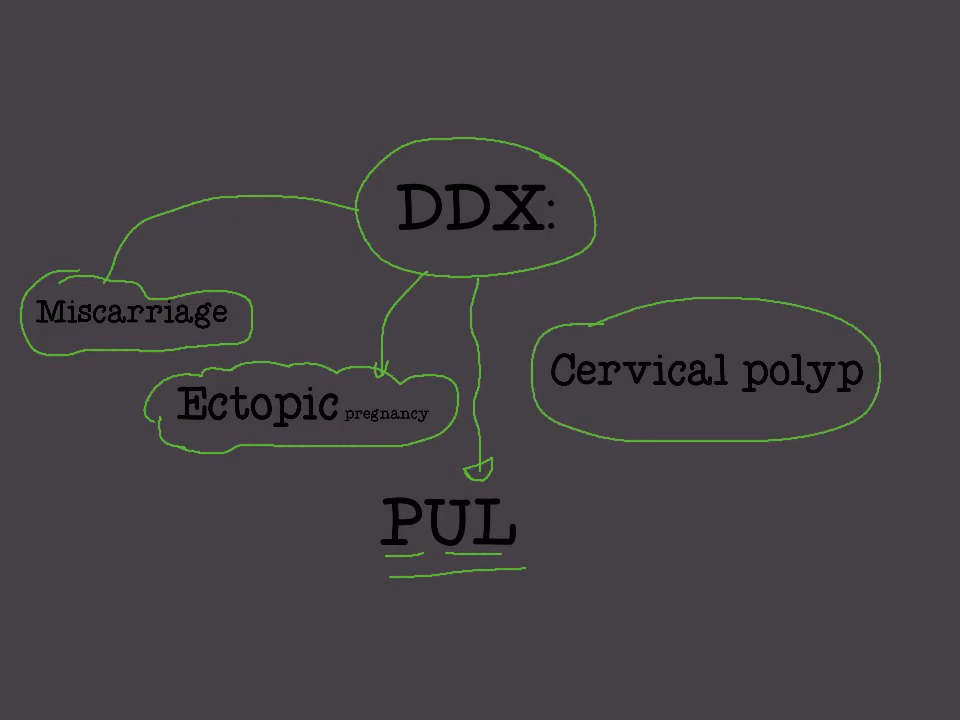 DDX:
Miscarriage
Cervical polyp
Ectopic pregnancy
PUL